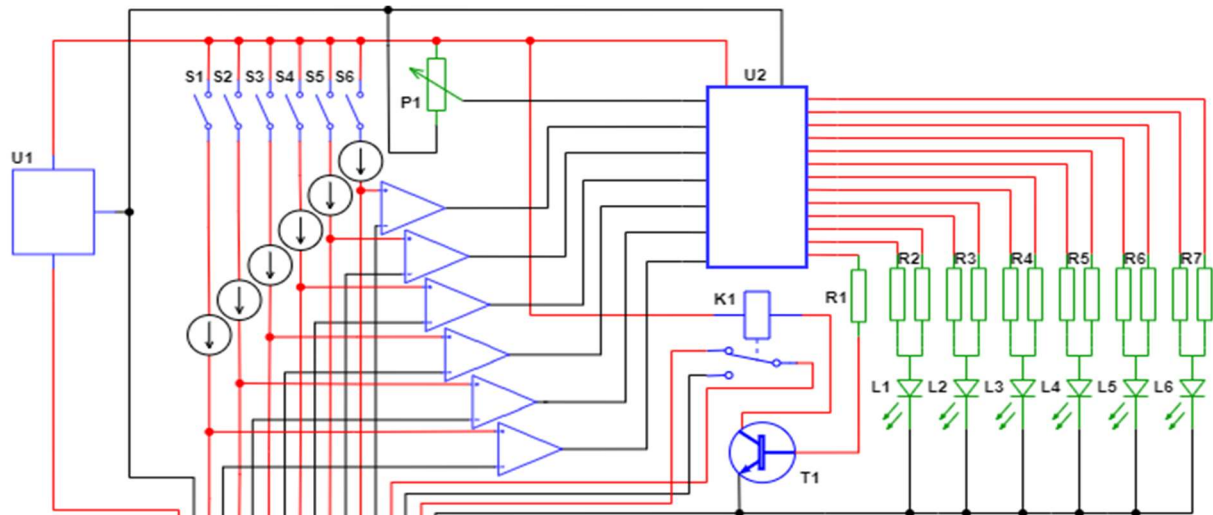 S1 S2 S3 S4 S5 S6
P1
U2
U1
K1
R1
R2 R3 R4 R5 R6 R7
L1 L2 L3 L4 L5 L6
T1